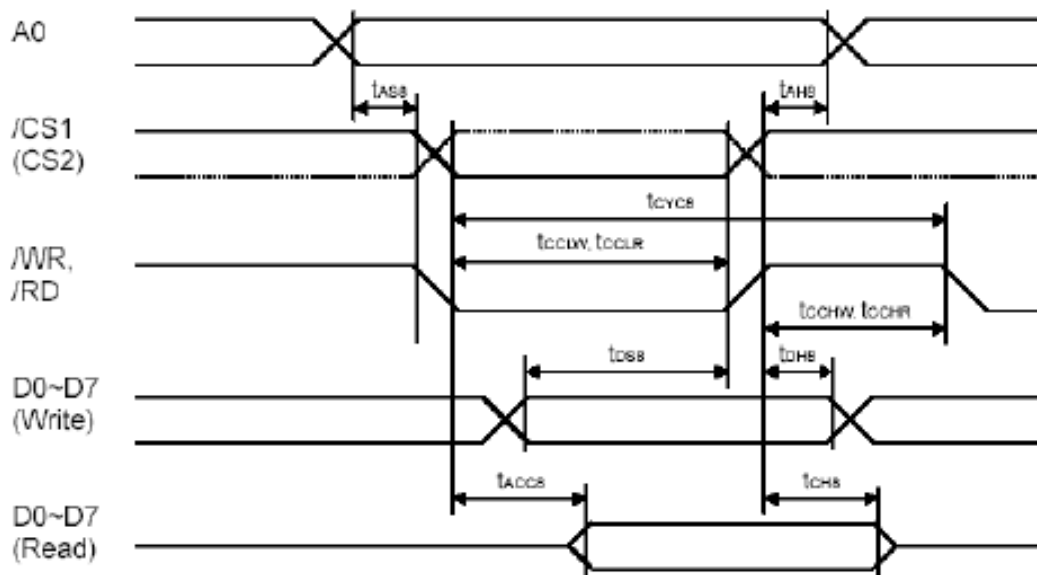 A0
tAS8
tAH8
/CS1
(CS2)
tCYC8
tCCLW, tCCLR
/WR,
/RD
tCCHW, tCCHR
tDS8
tDH8
D0~D7
(Write)
tACC8
tCH8
D0~D7
(Read)